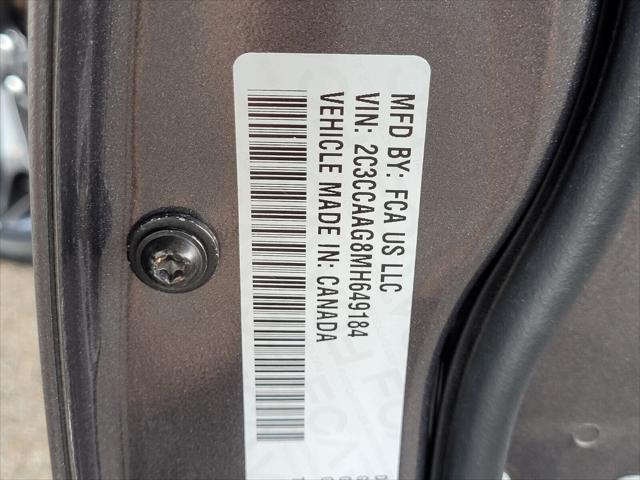 MFD BY: FCA US LLC
VIN: 2C3CCAAG8MH649184
VEHICLE MADE IN: CANADA